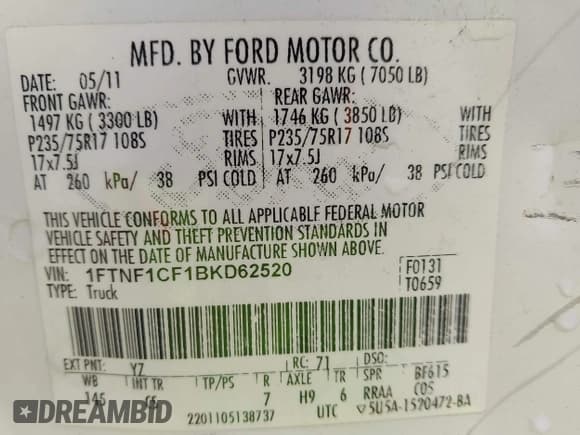 MFD. BY FORD MOTOR CO.
DATE: 05/11 GVWR. 3198 KG ( 7050 LB)
FRONT GAWR: REAR GAWR:
1497 KG ( 3300 LB) WITH 1746 KG ( 3850 LB) WITH
P235/75R17 108S TIRES P235/75R17 108S TIRES
17x7.5J RIMS 17x7.5J RIMS
AT 260 kPa/ 38 PSI COLD AT 260 kPa/ 38 PSI COLD
THIS VEHICLE CONFORMS TO ALL APPLICABLE FEDERAL MOTOR
VEHICLE SAFETY AND THEFT PREVENTION STANDARDS IN
EFFECT ON THE DATE OF MANUFACTURE SHOWN ABOVE.
VIN: 1FTNF1CF1BKD62520 F0131
TYPE: Truck T0659
EXT PNT: YZ RC: 71 DSO:
WB INT TR TP/PS R AXLE TR SPR BF615
145 CS 7 H9 6 RRAA COS
2201105138737 UTC 5U5A-1520472-BA
DREAMBID